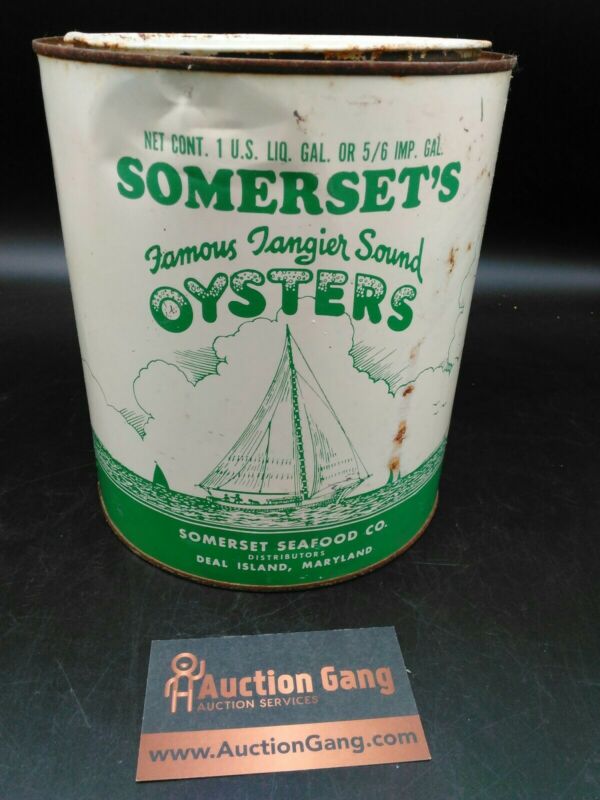 NET CONT. 1 U.S. LIQ. GAL. OR 5/6 IMP. GAL.
SOMERSET'S
Famous Tangier Sound
OYSTERS
SOMERSET SEAFOOD CO.
DISTRIBUTORS
DEAL ISLAND, MARYLAND
Auction Gang
AUCTION SERVICES
www.AuctionGang.com